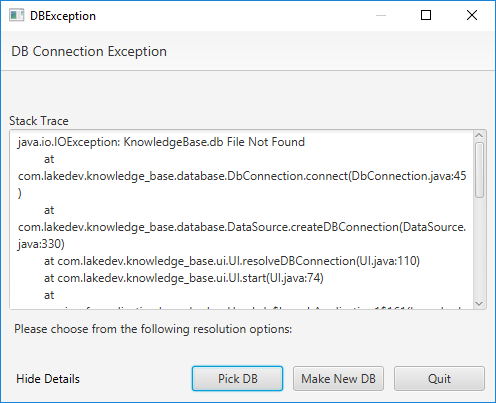 DBException
DB Connection Exception
Stack Trace
java.io.IOException: KnowledgeBase.db File Not Found
at
com.lakedev.knowledge_base.database.DbConnection.connect(DbConnection.java:45
)
at
com.lakedev.knowledge_base.database.DataSource.createDBConnection(DataSource.
java:330)
at com.lakedev.knowledge_base.ui.UI.resolveDBConnection(UI.java:110)
at com.lakedev.knowledge_base.ui.UI.start(UI.java:74)
at
Please choose from the following resolution options:
Hide Details
Pick DB
Make New DB
Quit